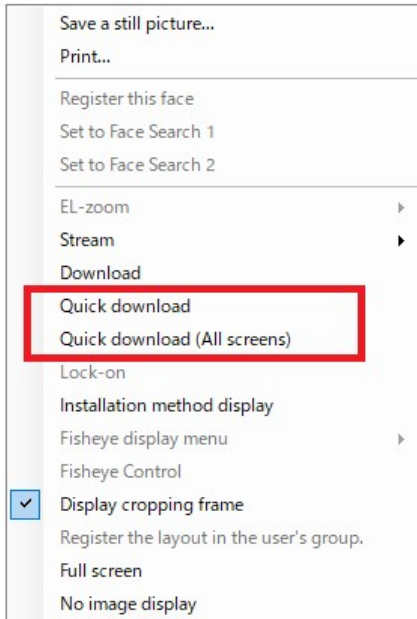 Save a still picture...
Print...
Register this face
Set to Face Search 1
Set to Face Search 2
EL-zoom
Stream
Download
Quick download
Quick download (All screens)
Lock-on
Installation method display
Fisheye display menu
Fisheye Control
Display cropping frame
Register the layout in the user's group.
Full screen
No image display